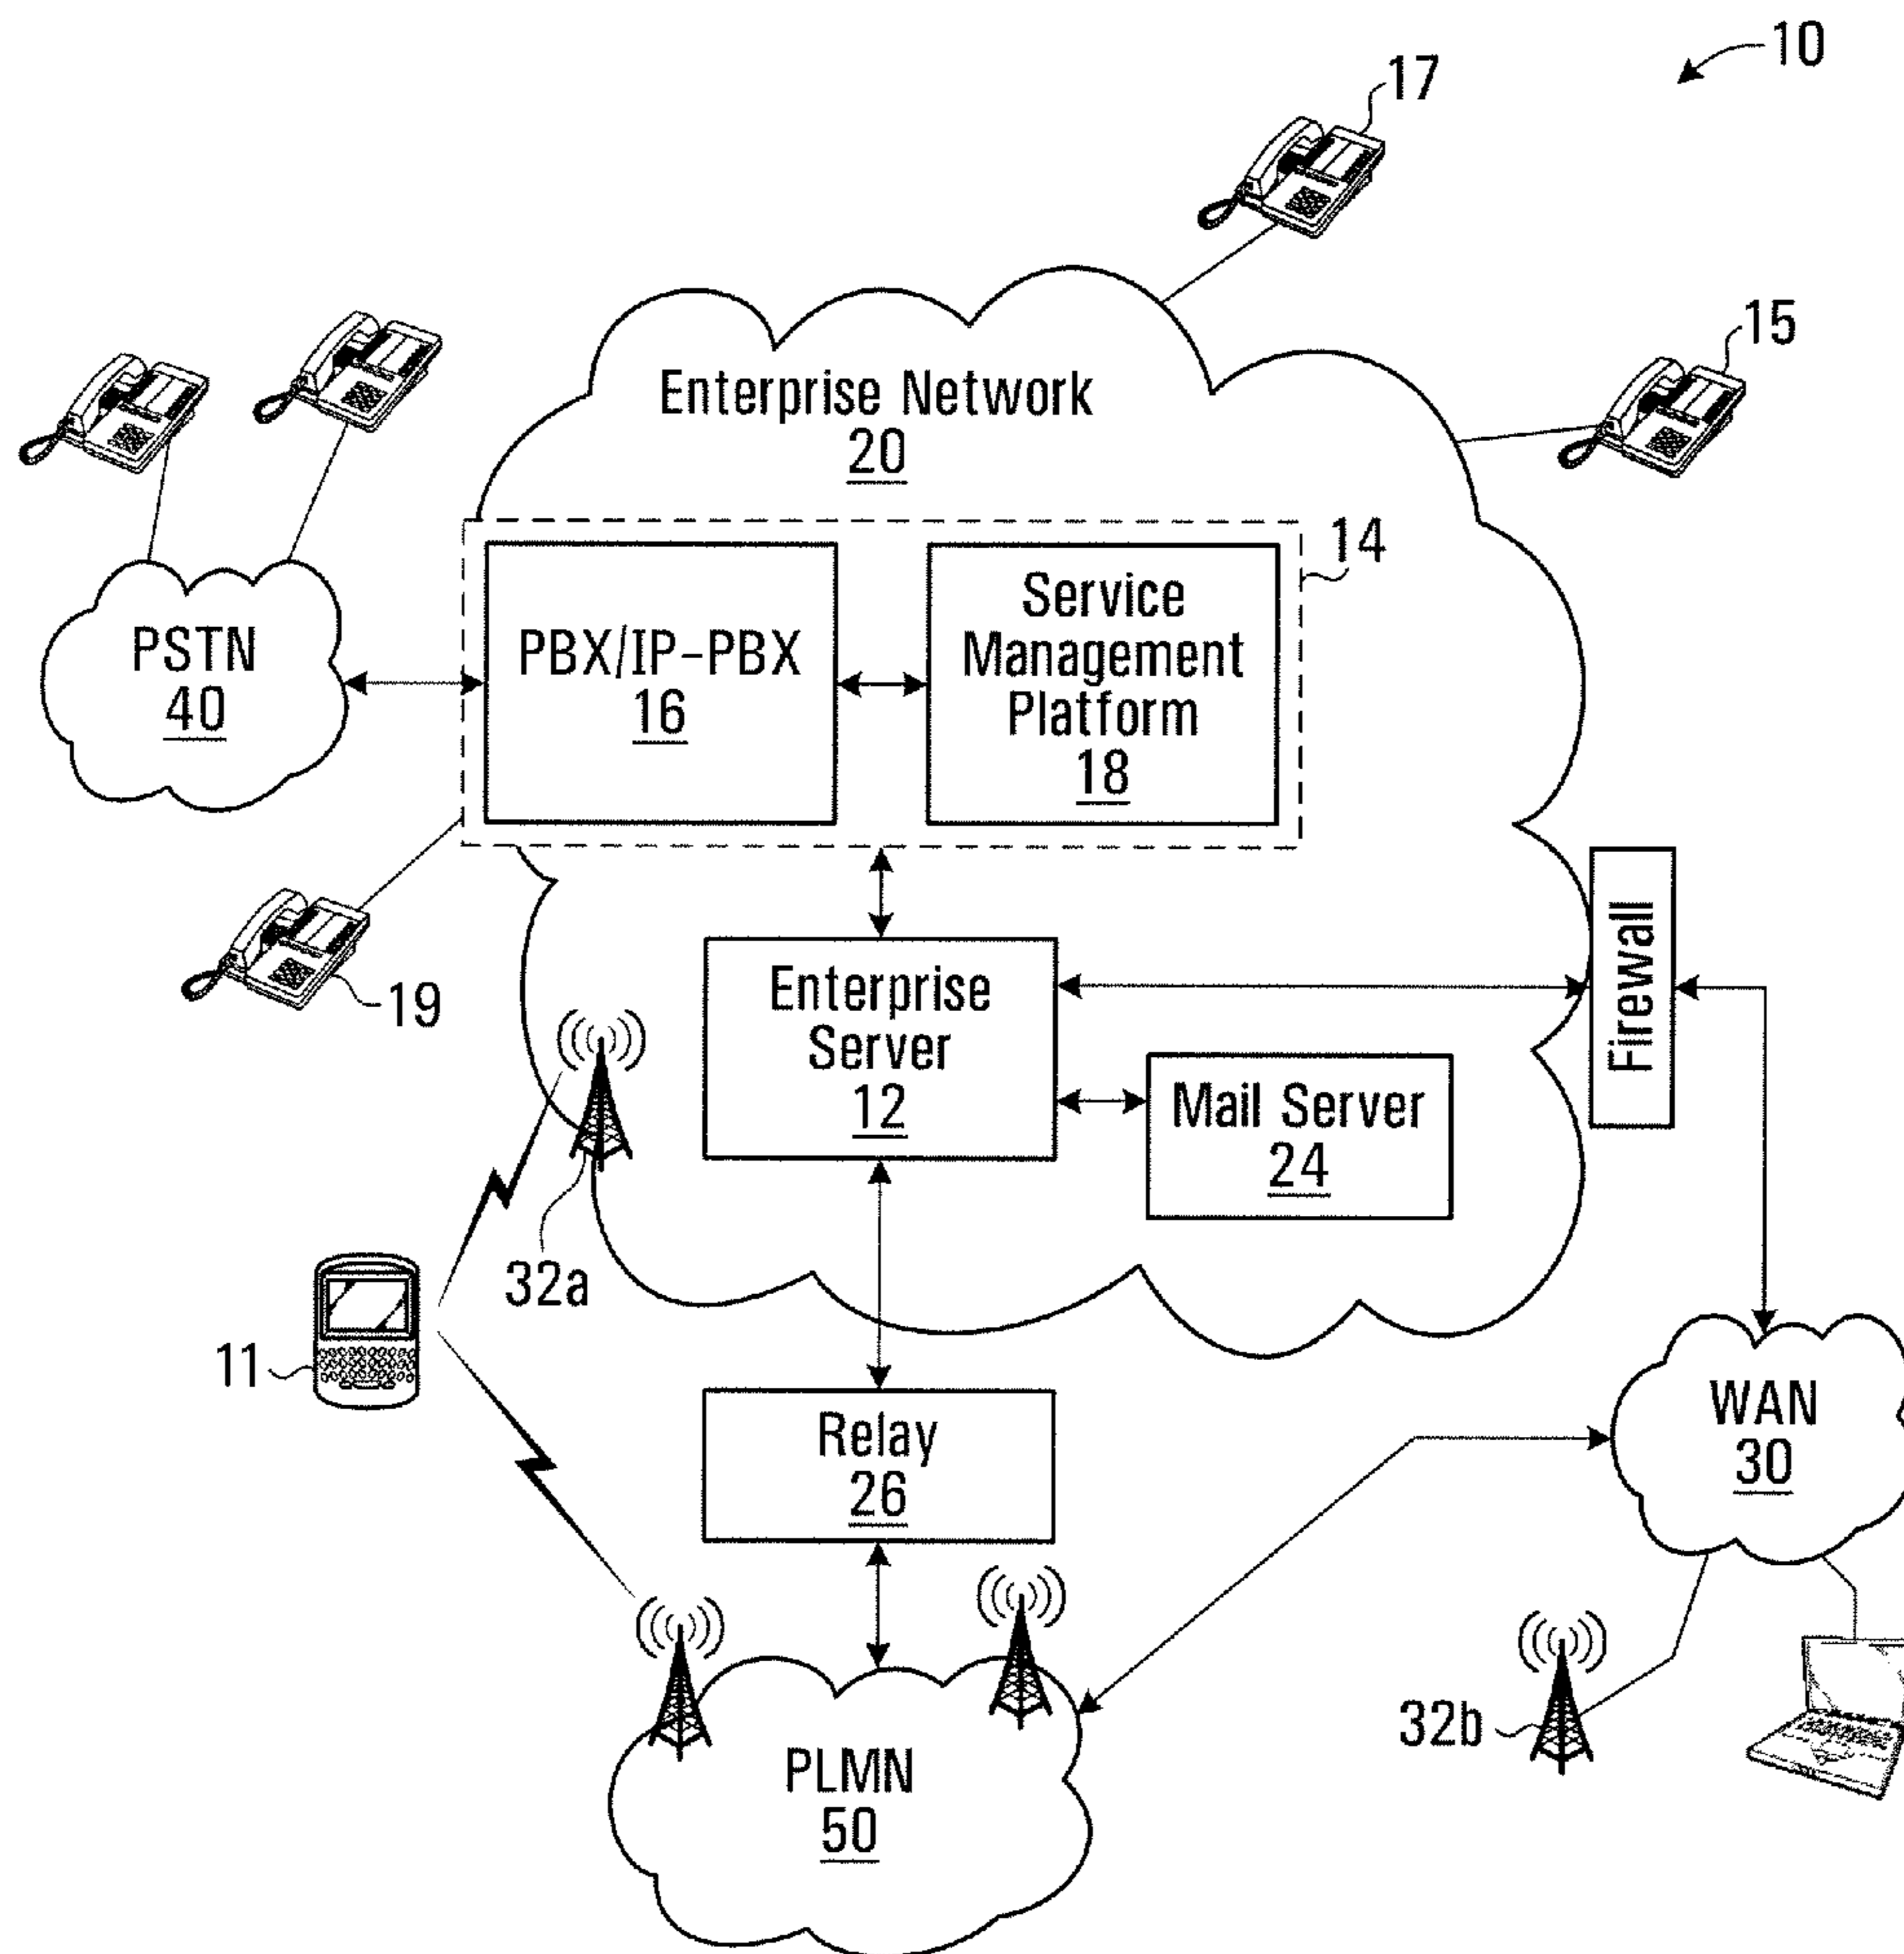 10
17
15
Enterprise Network
20
14
PSTN
40
PBX/IP-PBX
16
Service
Management
Platform
18
19
Enterprise
Server
12
Firewall
Mail Server
24
32a
11
Relay
26
WAN
30
32b
PLMN
50